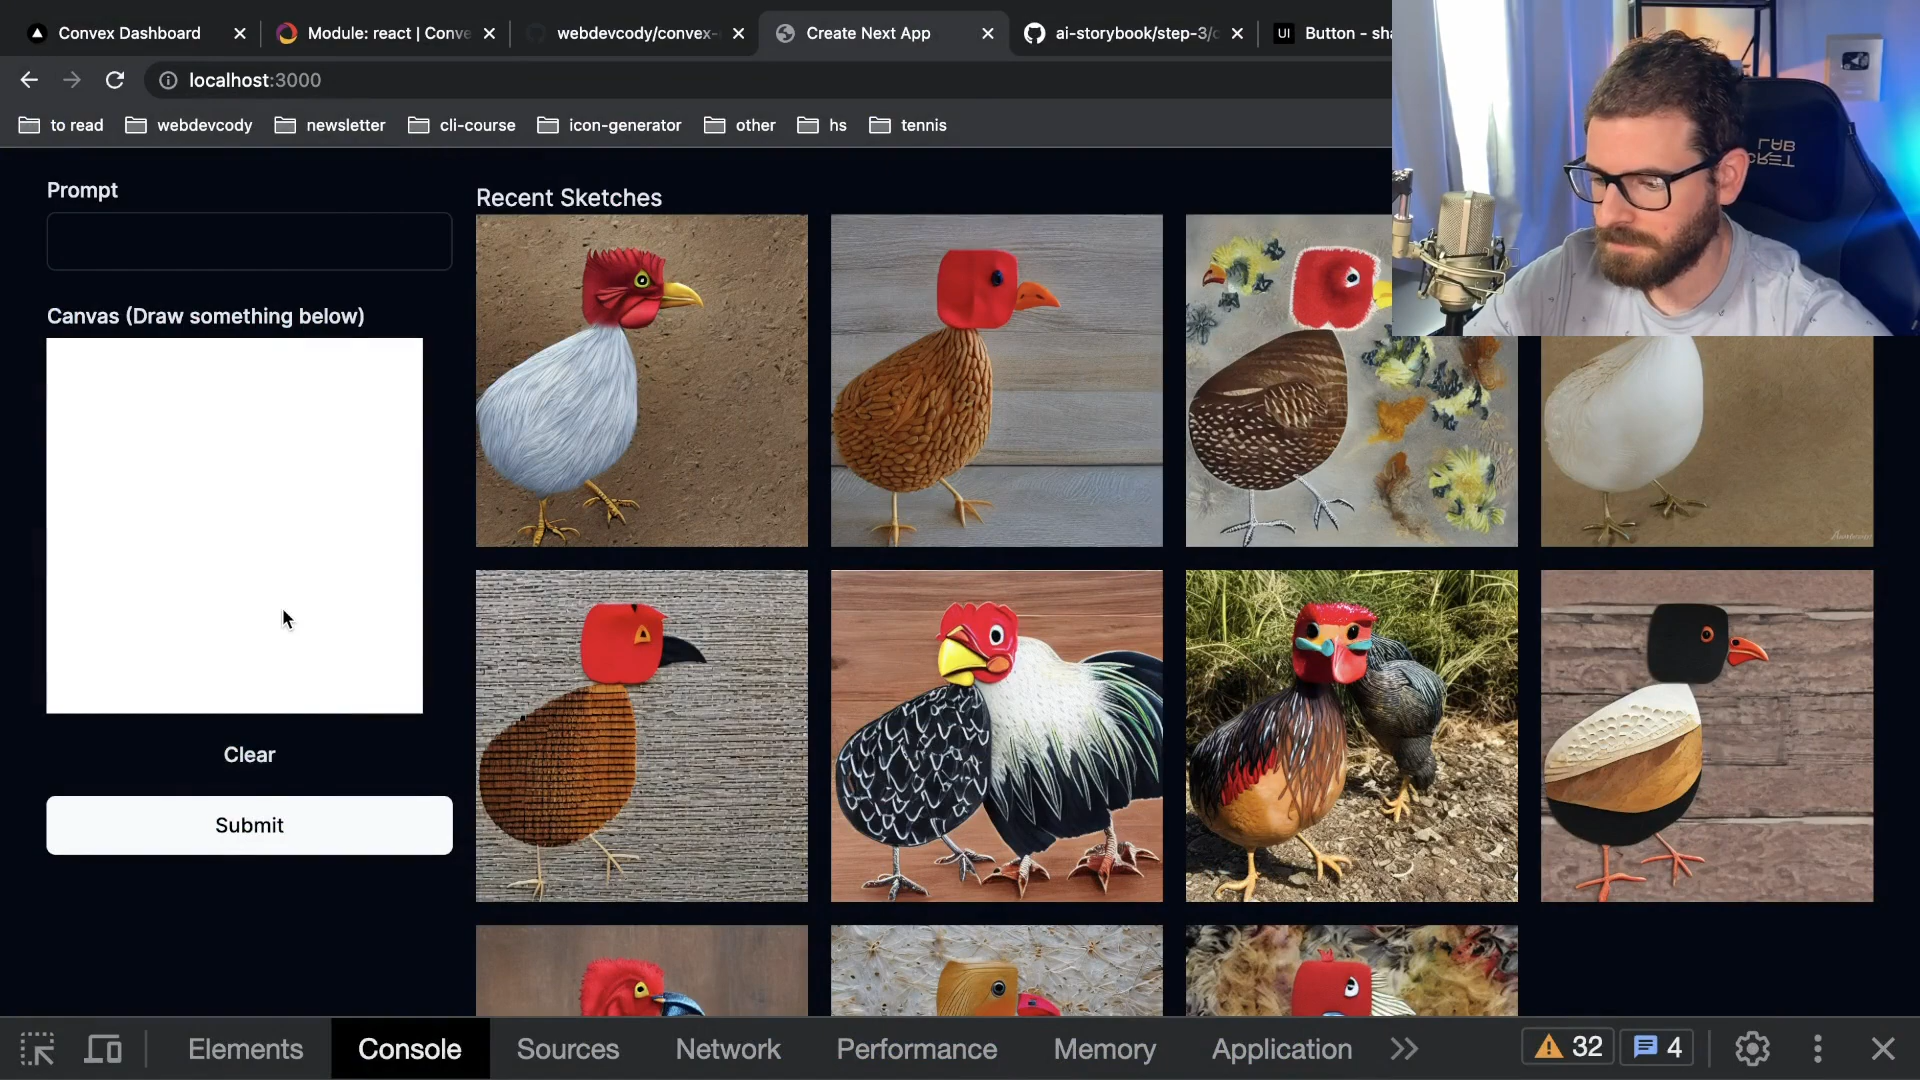 Convex Dashboard
Module: react | Conve
webdevcody/convex-
Create Next App
ai-storybook/step-3/c
UI
Button - sha
localhost:3000
to read
webdevcody
newsletter
cli-course
icon-generator
other
hs
tennis
Prompt
Recent Sketches
Canvas (Draw something below)
Clear
Submit
Elements
Console
Sources
Network
Performance
Memory
Application
32
4